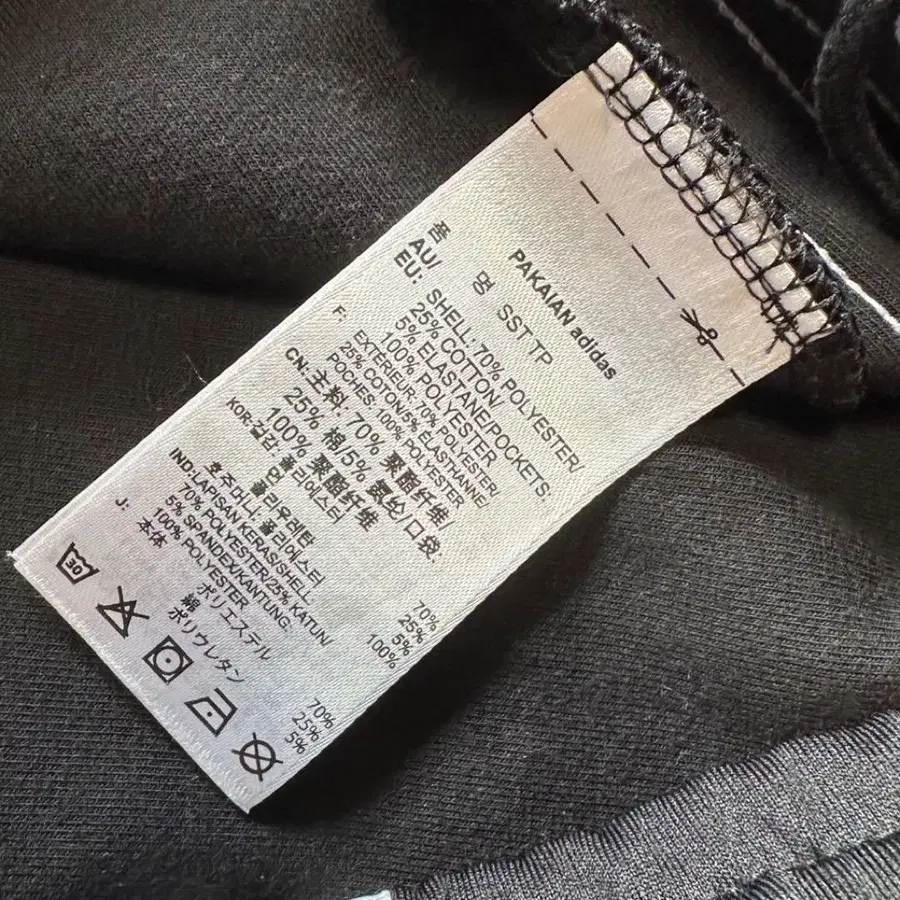 PAKAIAN adidas
품 명 SST TP
AU/
EU: SHELL: 70% POLYESTER/
25% COTTON/
5% ELASTANE/POCKETS:
100% POLYESTER
F: EXTÉRIEUR: 70% POLYESTER/
25% COTON/5% ÉLASTHANNE
POCHES: 100% POLYESTER
CN: 主料: 70% 聚酯纤维/
25% 棉/5% 氨纶/口袋:
100% 聚酯纤维
KOR: 겉감: 폴리에스터 70%
면 25%
폴리우레탄 5%
호주머니: 폴리에스터 100%
IND: LAPISAN KERAS/SHELL:
70% POLYESTER/25% KATUN/
5% SPANDEX/KANTUNG:
100% POLYESTER
J: 本体 ポリエステル 70%
綿 25%
ポリウレタン 5%
30